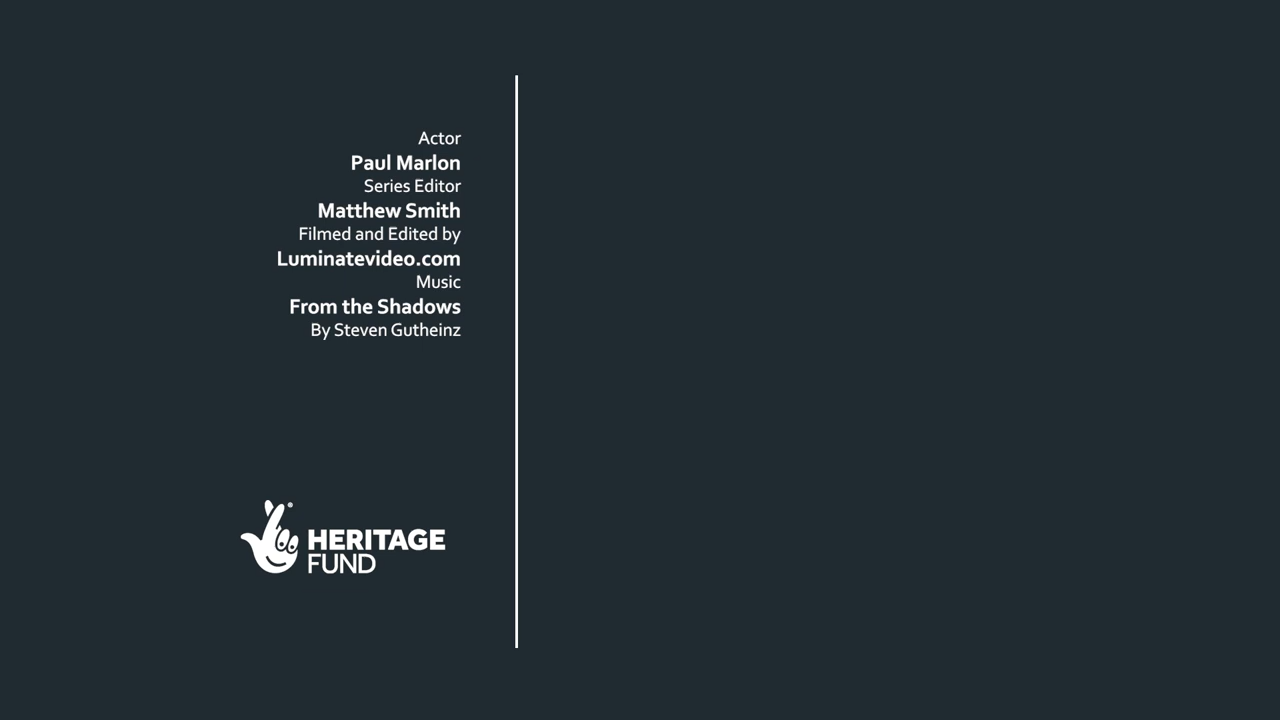 Actor
Paul Marlon
Series Editor
Matthew Smith
Filmed and Edited by
Luminatevideo.com
Music
From the Shadows
By Steven Gutheinz
HERITAGE
FUND